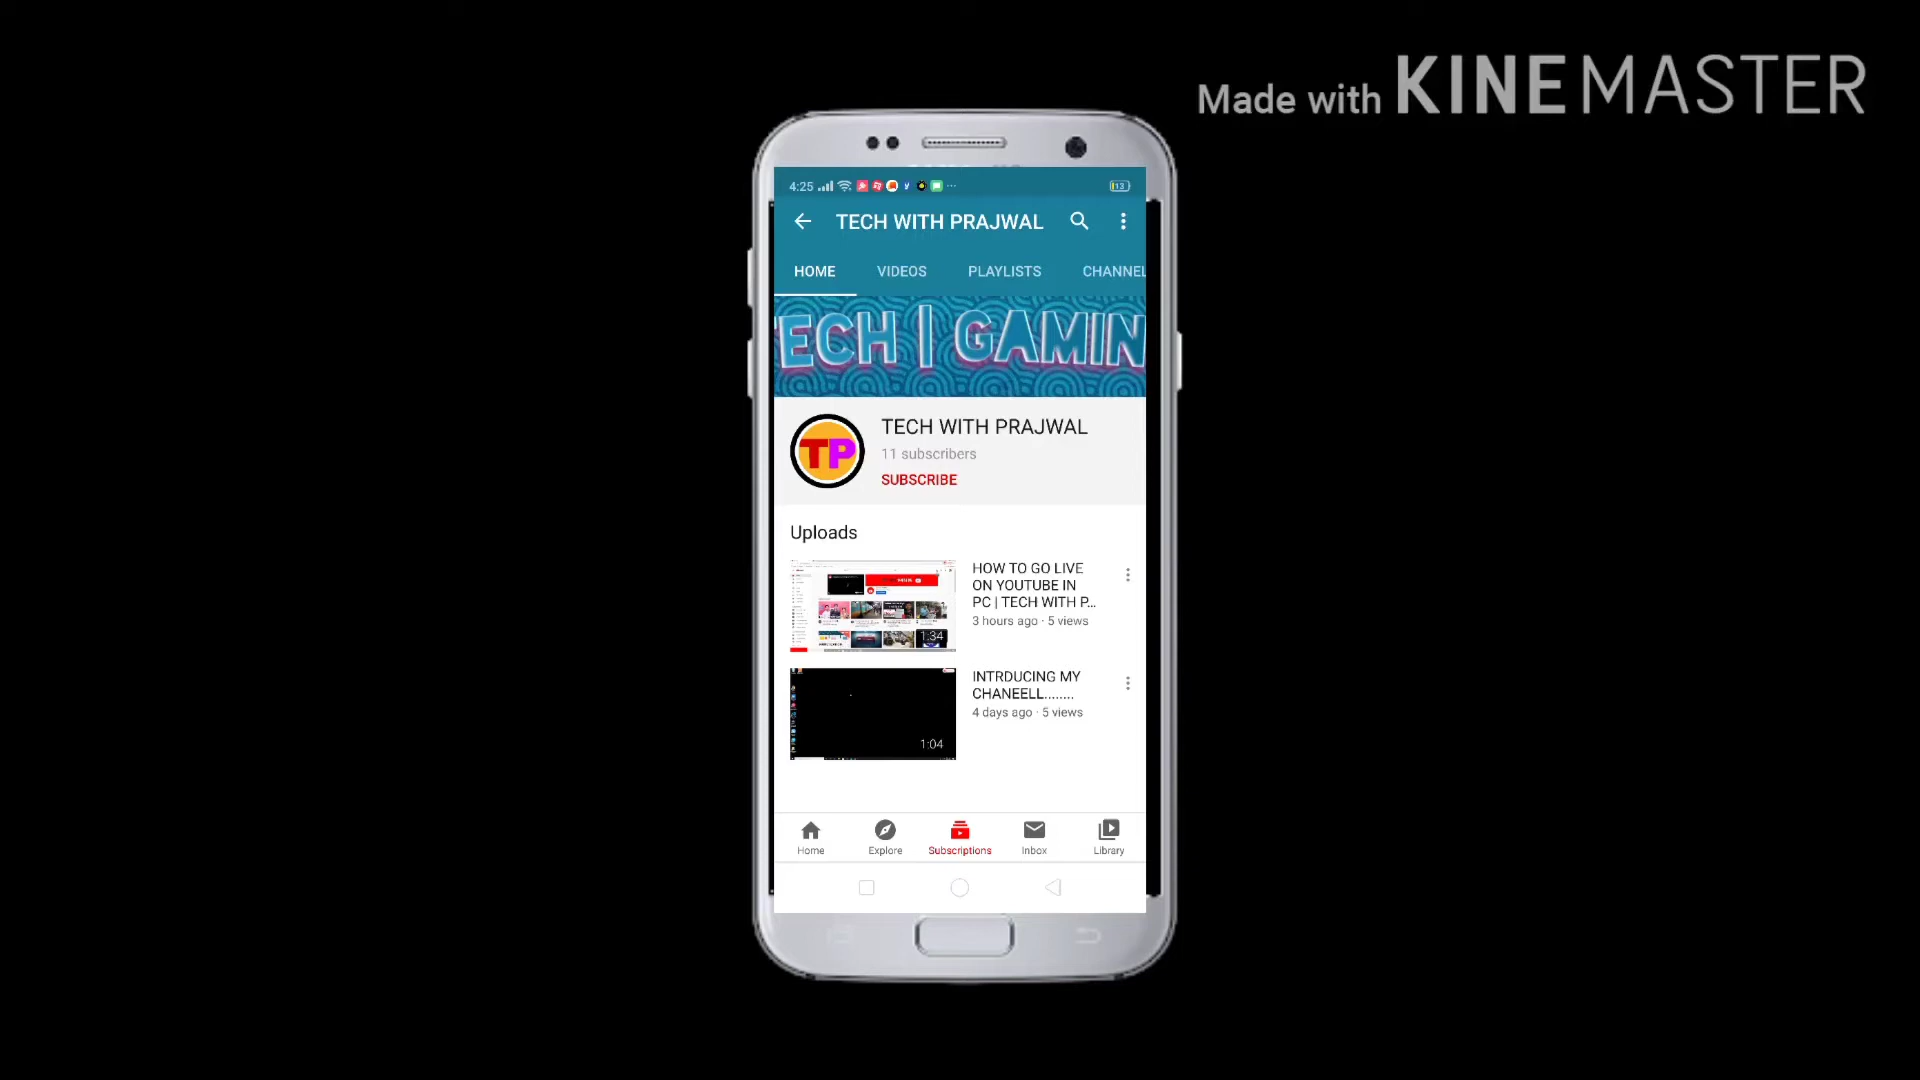 Made with KINEMASTER
4:25
13
TECH WITH PRAJWAL
HOME VIDEOS PLAYLISTS CHANNEL
TECH | GAMIN
TECH WITH PRAJWAL
TP
11 subscribers
SUBSCRIBE
Uploads
HOW TO GO LIVE
ON YOUTUBE IN
PC | TECH WITH P...
3 hours ago · 5 views
1:34
INTRDUCING MY
CHANEELL........
4 days ago · 5 views
1:04
Home Explore Subscriptions Inbox Library